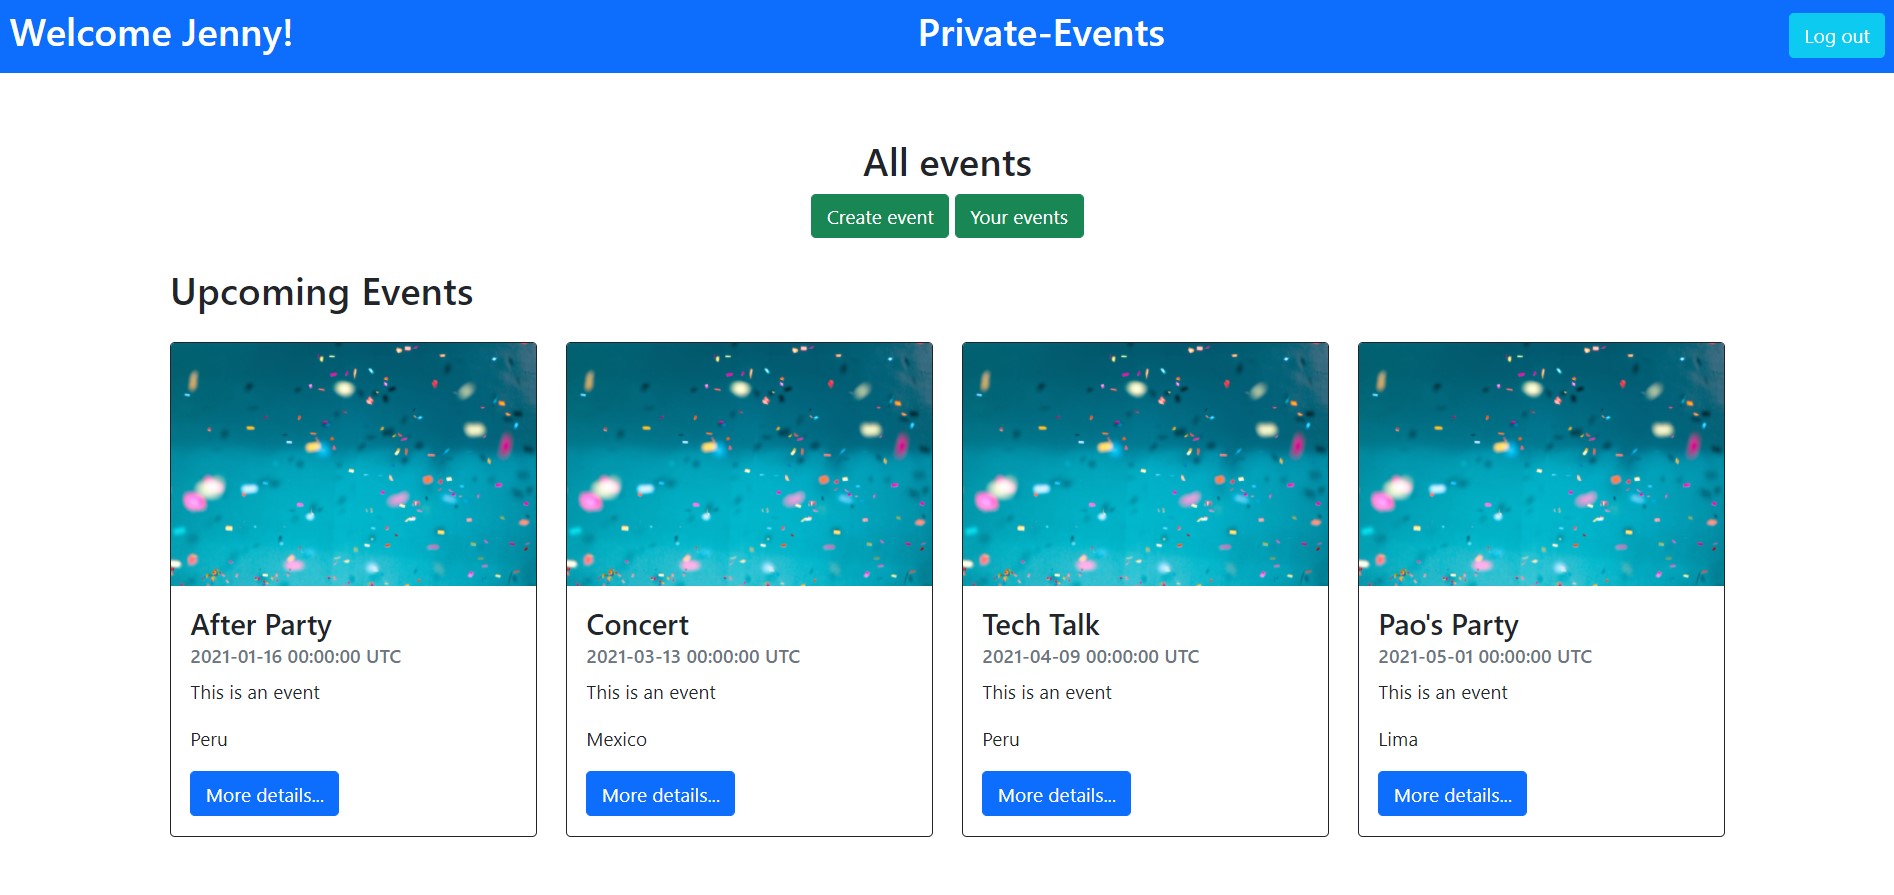 Welcome Jenny!
Private-Events
Log out
All events
Create event
Your events
Upcoming Events
After Party
2021-01-16 00:00:00 UTC
This is an event
Peru
More details...
Concert
2021-03-13 00:00:00 UTC
This is an event
Mexico
More details...
Tech Talk
2021-04-09 00:00:00 UTC
This is an event
Peru
More details...
Pao's Party
2021-05-01 00:00:00 UTC
This is an event
Lima
More details...